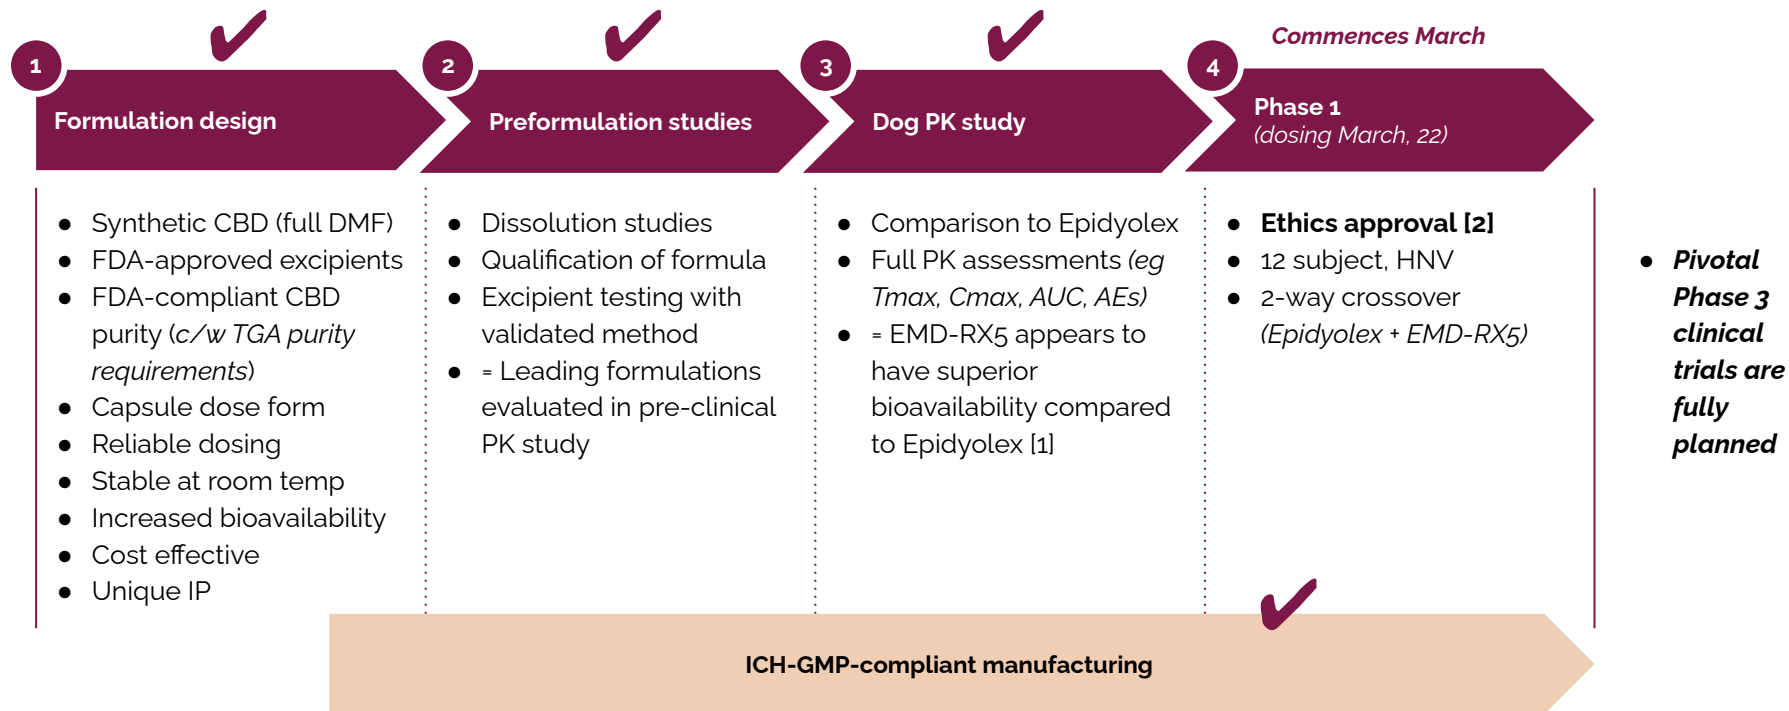 Commences March
1
2
3
4
Formulation design
Preformulation studies
Dog PK study
Phase 1
(dosing March, 22)
● Synthetic CBD (full DMF)
● FDA-approved excipients
● FDA-compliant CBD
purity (c/w TGA purity
requirements)
● Capsule dose form
● Reliable dosing
● Stable at room temp
● Increased bioavailability
● Cost effective
● Unique IP
● Dissolution studies
● Qualification of formula
● Excipient testing with
validated method
● = Leading formulations
evaluated in pre-clinical
PK study
● Comparison to Epidyolex
● Full PK assessments (eg
Tmax, Cmax, AUC, AEs)
● = EMD-RX5 appears to
have superior
bioavailability compared
to Epidyolex [1]
● Ethics approval [2]
● 12 subject, HNV
● 2-way crossover
(Epidyolex + EMD-RX5)
● Pivotal
Phase 3
clinical
trials are
fully
planned
ICH-GMP-compliant manufacturing